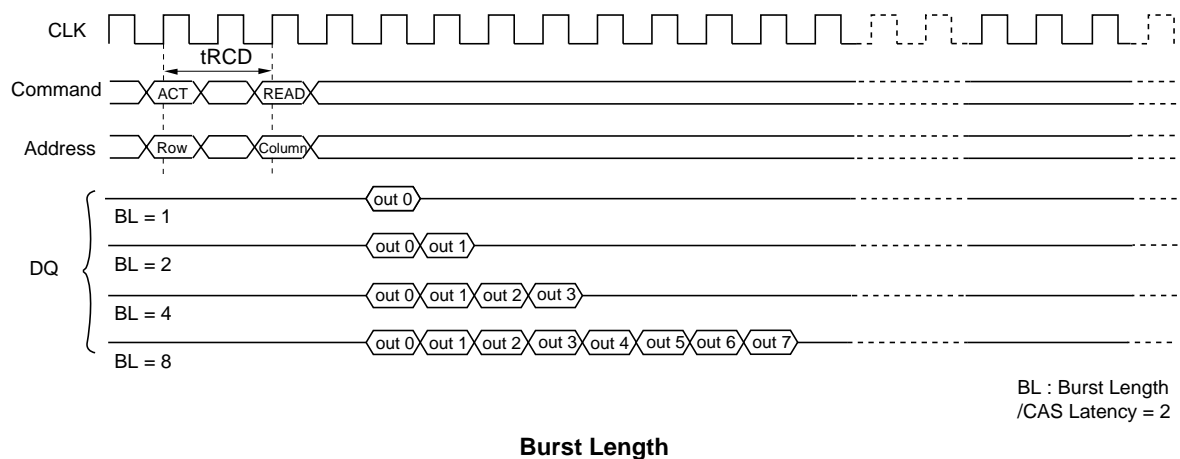 CLK
tRCD
Command ACT READ
Address Row Column
DQ
out 0
BL = 1
out 0 out 1
BL = 2
out 0 out 1 out 2 out 3
BL = 4
out 0 out 1 out 2 out 3 out 4 out 5 out 6 out 7
BL = 8
BL : Burst Length
/CAS Latency = 2
Burst Length